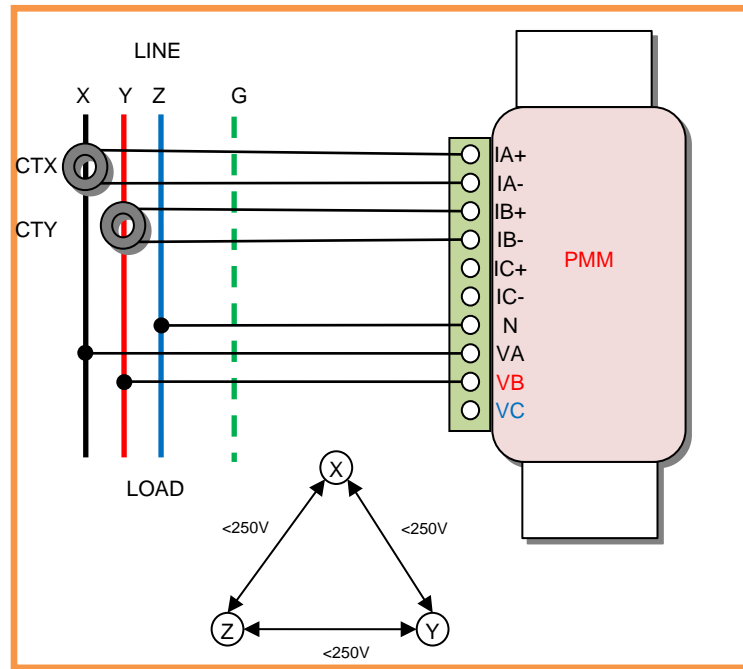 LINE
X Y Z G
CTX
CTY
IA+
IA-
IB+
IB-
IC+
IC-
N
VA
VB
VC
PMM
LOAD
X
<250V <250V
Z Y
<250V